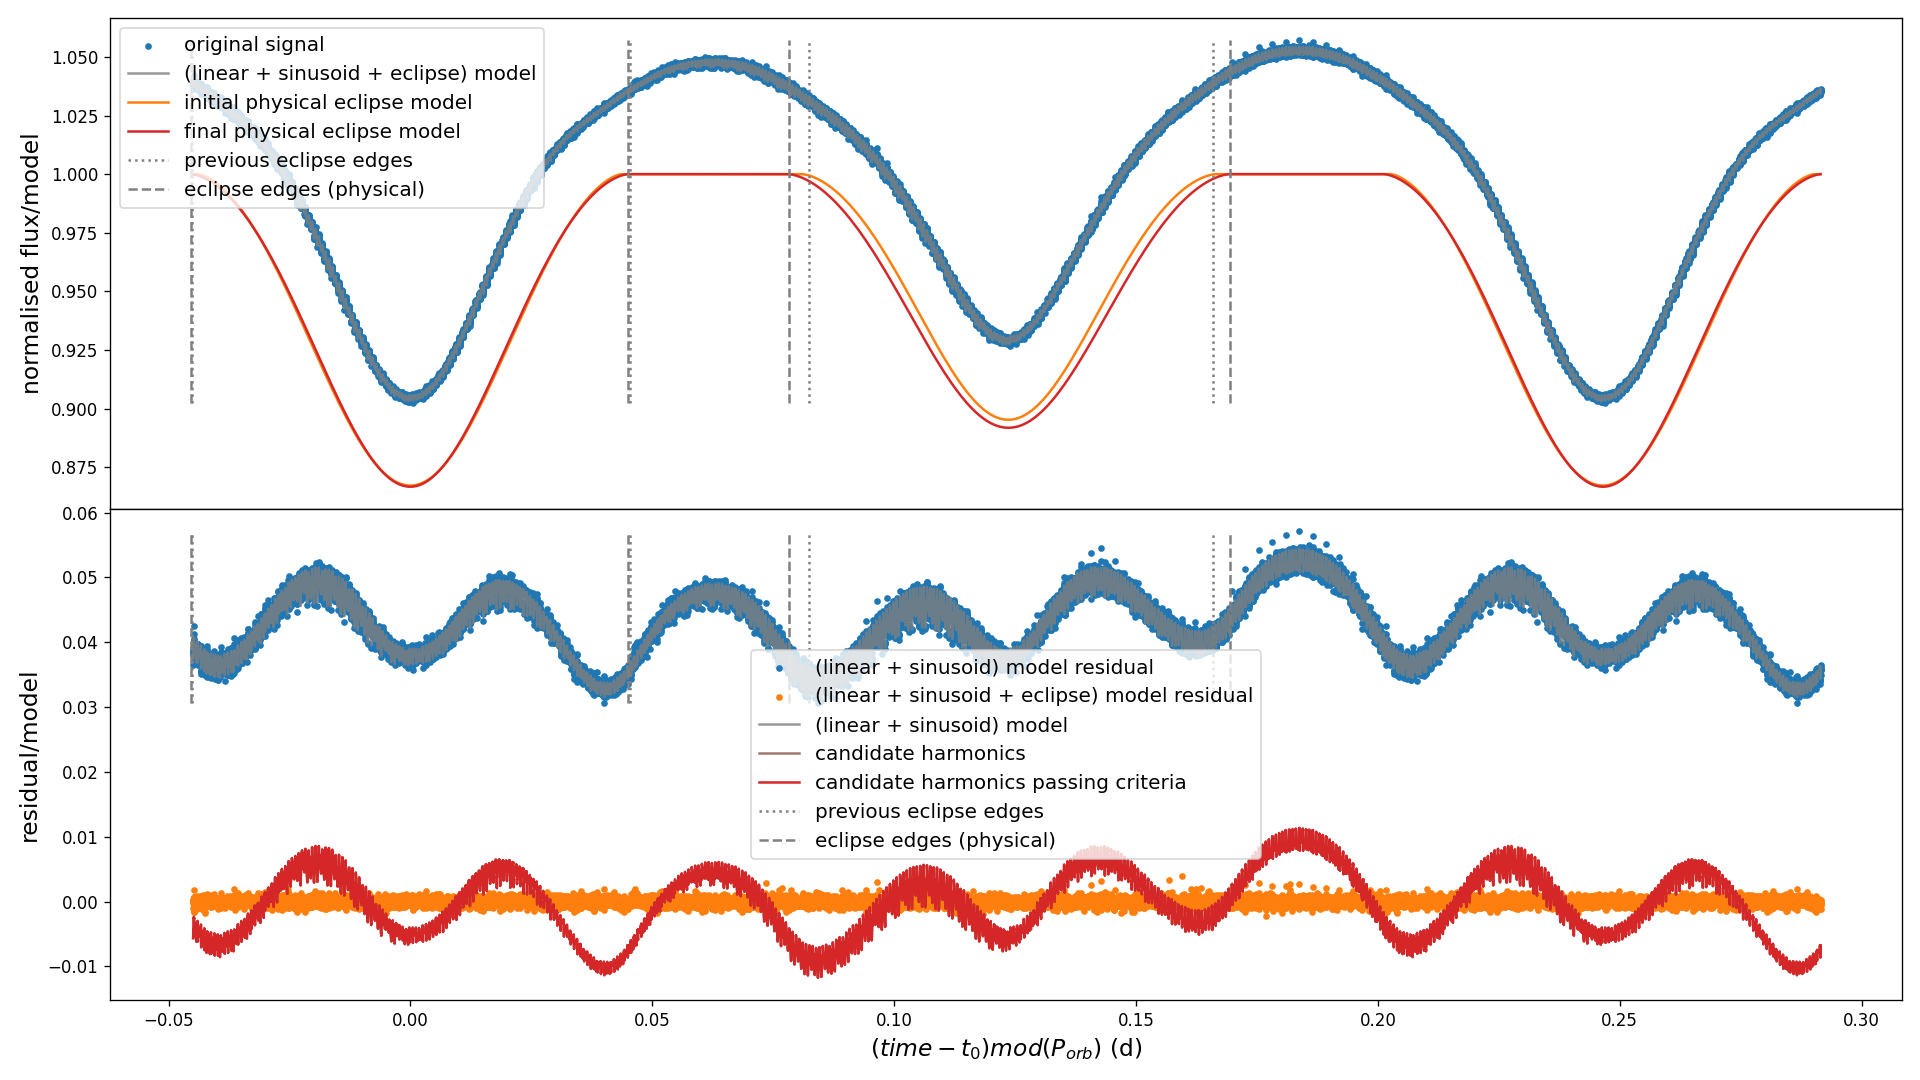 normalised flux/model
1.050
1.025
1.000
0.975
0.950
0.925
0.900
0.875
original signal
(linear + sinusoid + eclipse) model
initial physical eclipse model
final physical eclipse model
previous eclipse edges
eclipse edges (physical)
residual/model
0.06
0.05
0.04
0.03
0.02
0.01
0.00
−0.01
(linear + sinusoid) model residual
(linear + sinusoid + eclipse) model residual
(linear + sinusoid) model
candidate harmonics
candidate harmonics passing criteria
previous eclipse edges
eclipse edges (physical)
−0.05 0.00 0.05 0.10 0.15 0.20 0.25 0.30
(time − t₀)mod(P_orb) (d)